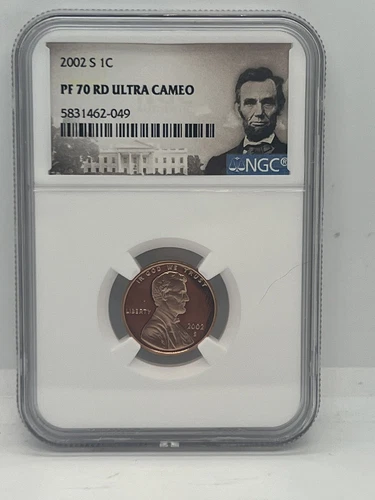 2002 S 1C
PF 70 RD ULTRA CAMEO
5831462-049
NGC®
IN GOD WE TRUST
LIBERTY
2002
S